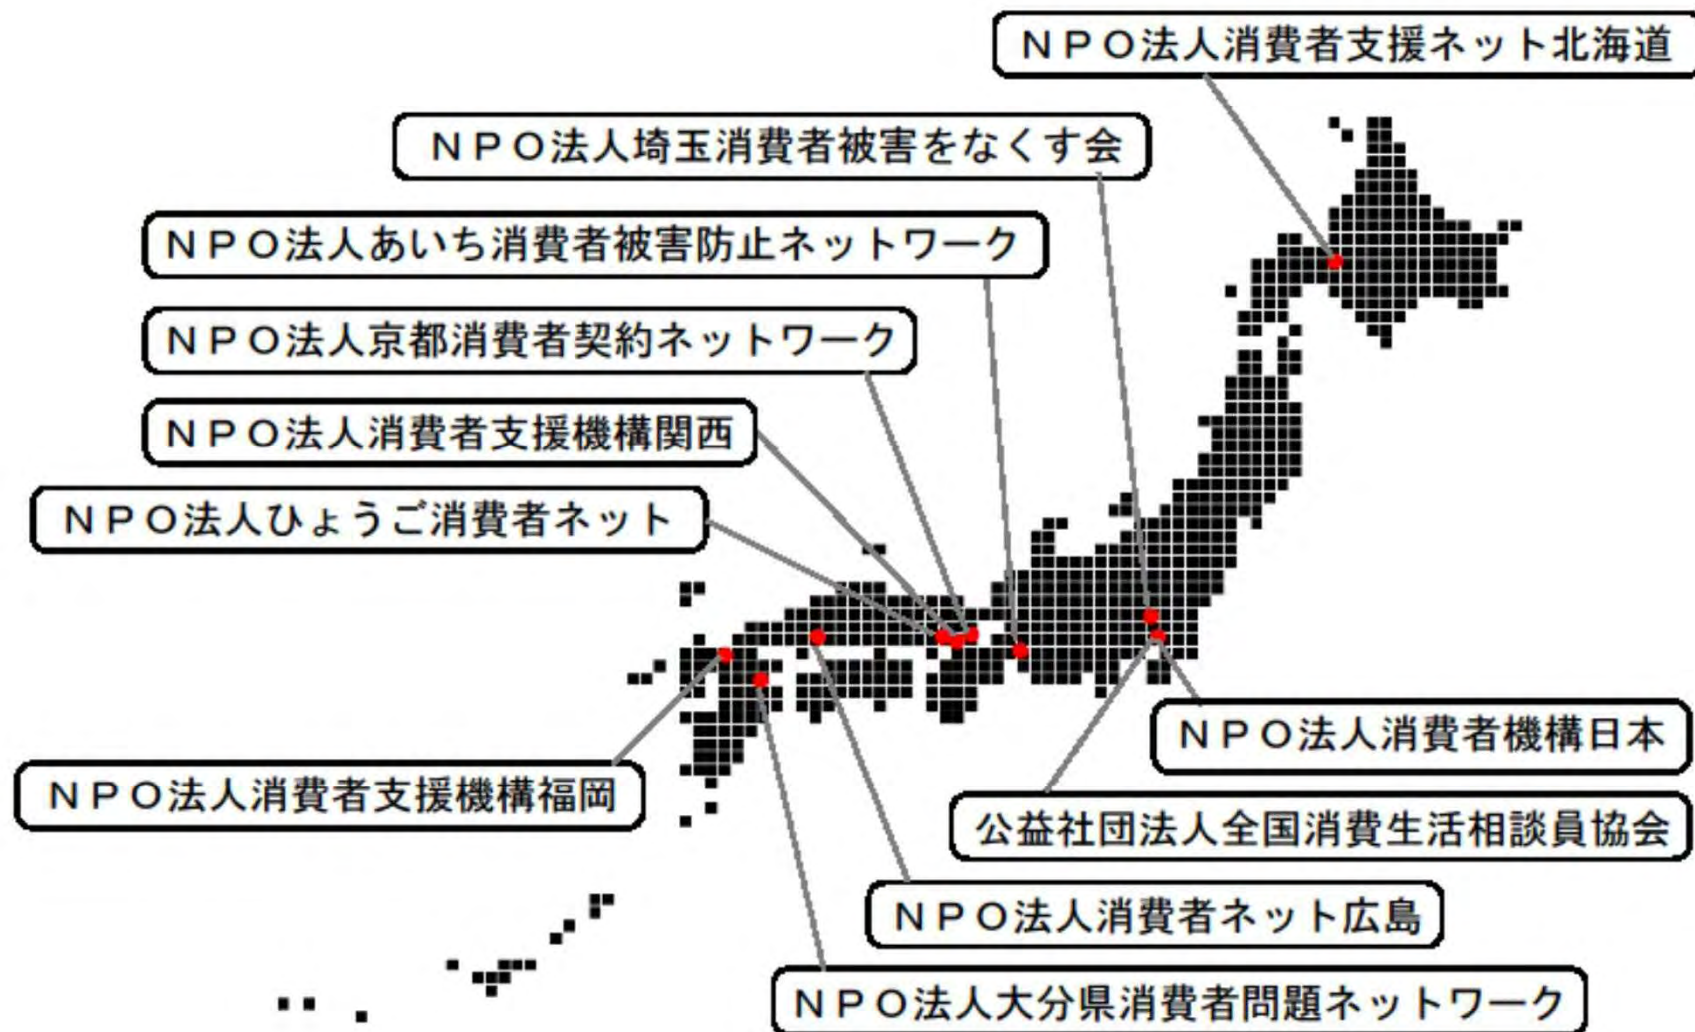 ＮＰＯ法人消費者支援ネット北海道
ＮＰＯ法人埼玉消費者被害をなくす会
ＮＰＯ法人あいち消費者被害防止ネットワーク
ＮＰＯ法人京都消費者契約ネットワーク
ＮＰＯ法人消費者支援機構関西
ＮＰＯ法人ひょうご消費者ネット
ＮＰＯ法人消費者機構日本
ＮＰＯ法人消費者支援機構福岡
公益社団法人全国消費生活相談員協会
ＮＰＯ法人消費者ネット広島
ＮＰＯ法人大分県消費者問題ネットワーク